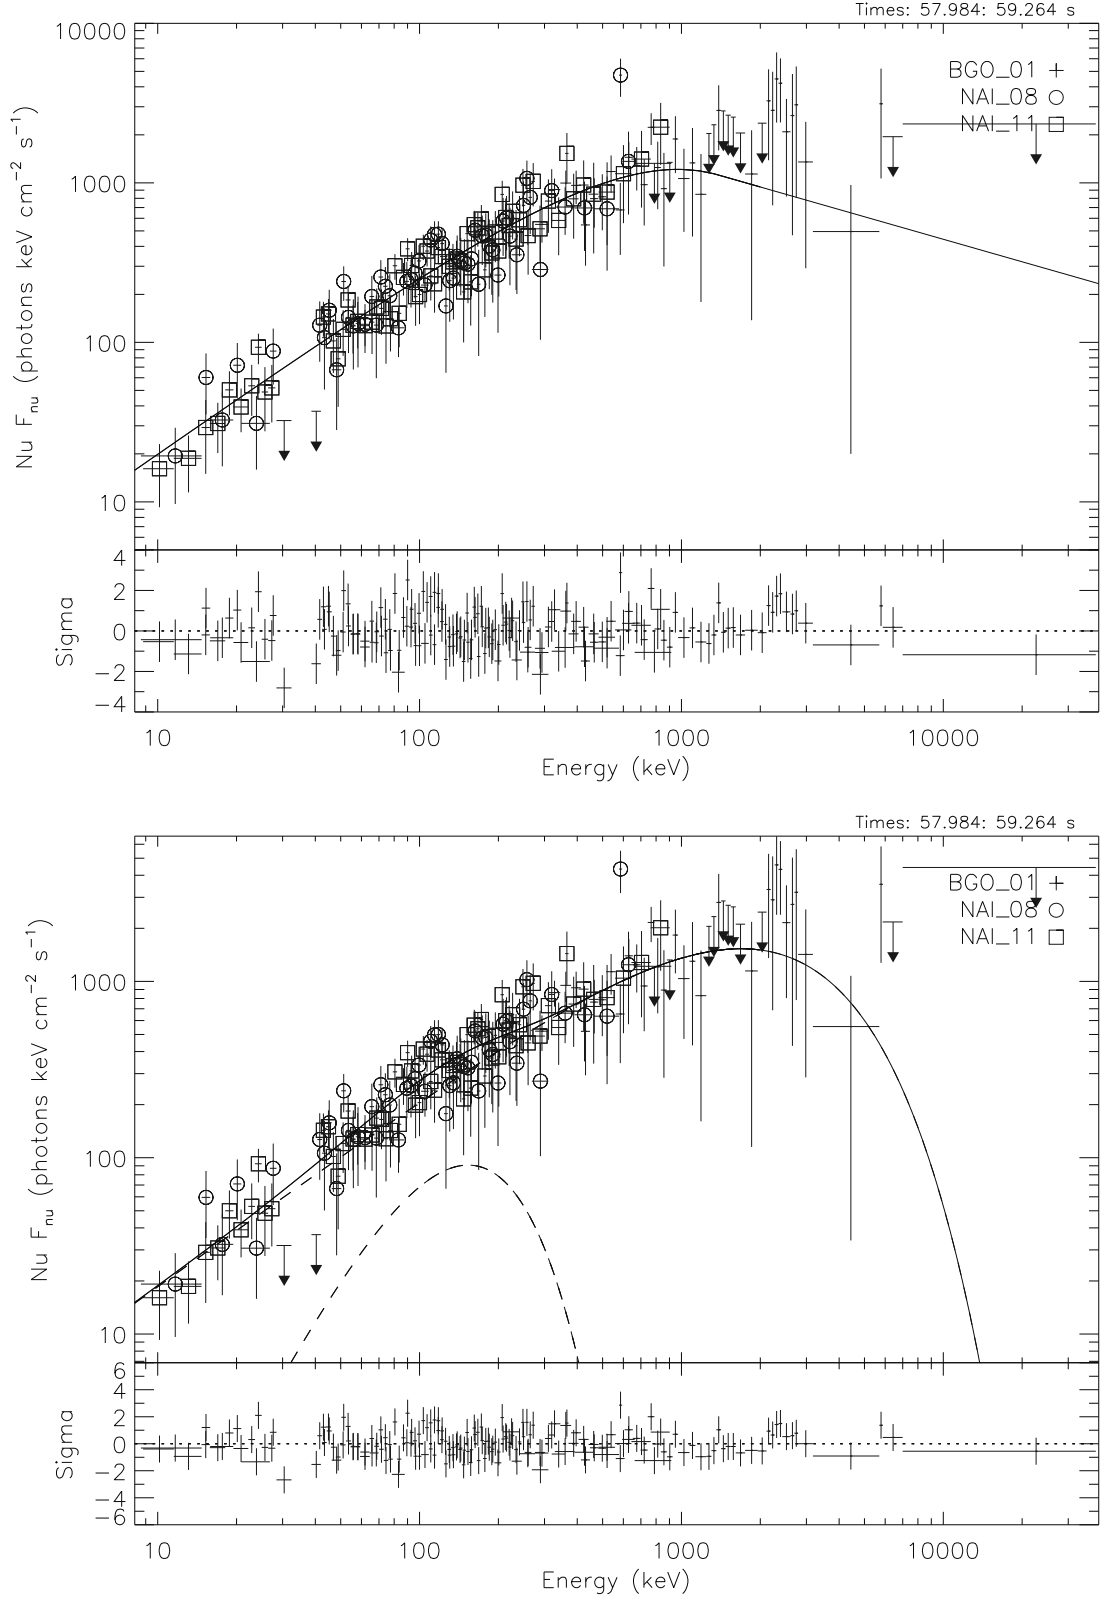 Times: 57.984: 59.264 s
10000
BGO_01 +
NAI_08 ○
NAI_11 □
1000
100
10
Nu F_nu (photons keV cm⁻² s⁻¹)
4
2
0
−2
−4
Sigma
10 100 1000 10000
Energy (keV)
Times: 57.984: 59.264 s
BGO_01 +
NAI_08 ○
NAI_11 □
1000
100
10
Nu F_nu (photons keV cm⁻² s⁻¹)
6
4
2
0
−2
−4
−6
Sigma
10 100 1000 10000
Energy (keV)